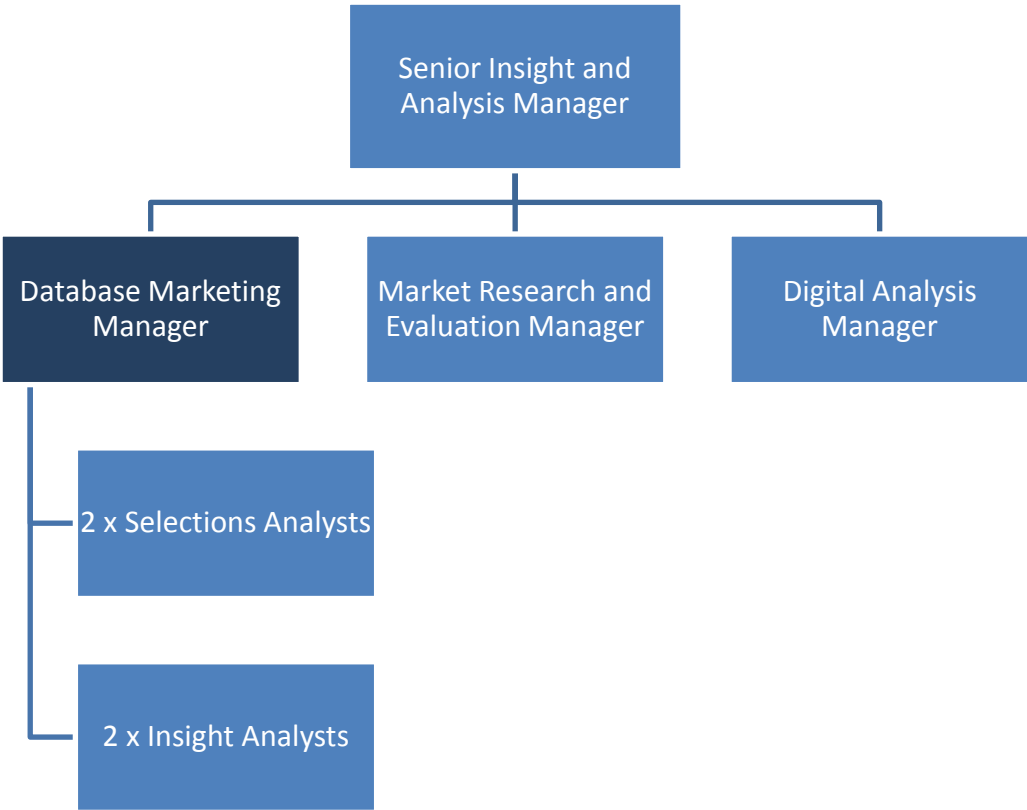 Senior Insight and
Analysis Manager
Database Marketing
Manager
Market Research and
Evaluation Manager
Digital Analysis
Manager
2 x Selections Analysts
2 x Insight Analysts